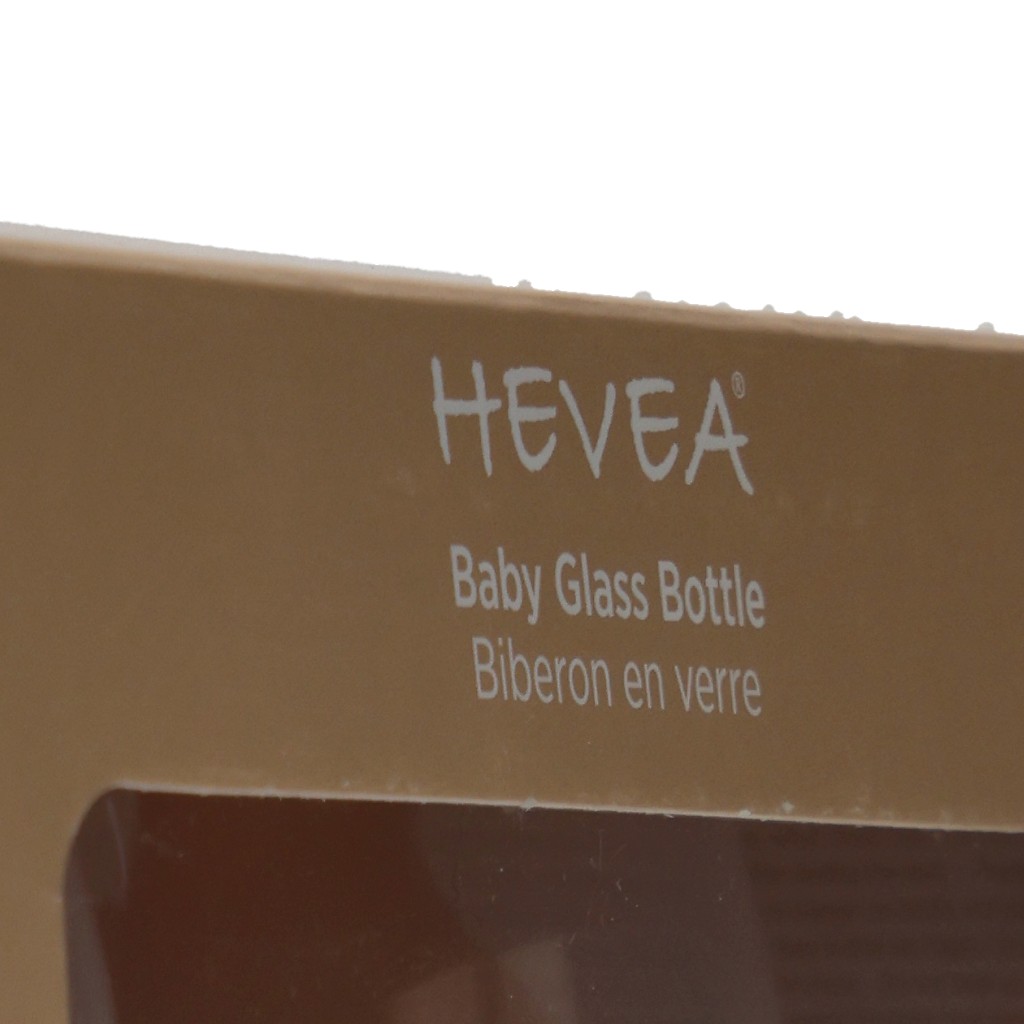 HEVEA®
Baby Glass Bottle
Biberon en verre